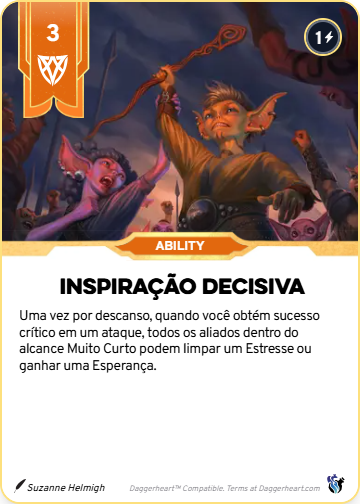 3
1
ABILITY
INSPIRAÇÃO DECISIVA
Uma vez por descanso, quando você obtém sucesso
crítico em um ataque, todos os aliados dentro do
alcance Muito Curto podem limpar um Estresse ou
ganhar uma Esperança.
Suzanne Helmigh
Daggerheart™ Compatible. Terms at Daggerheart.com